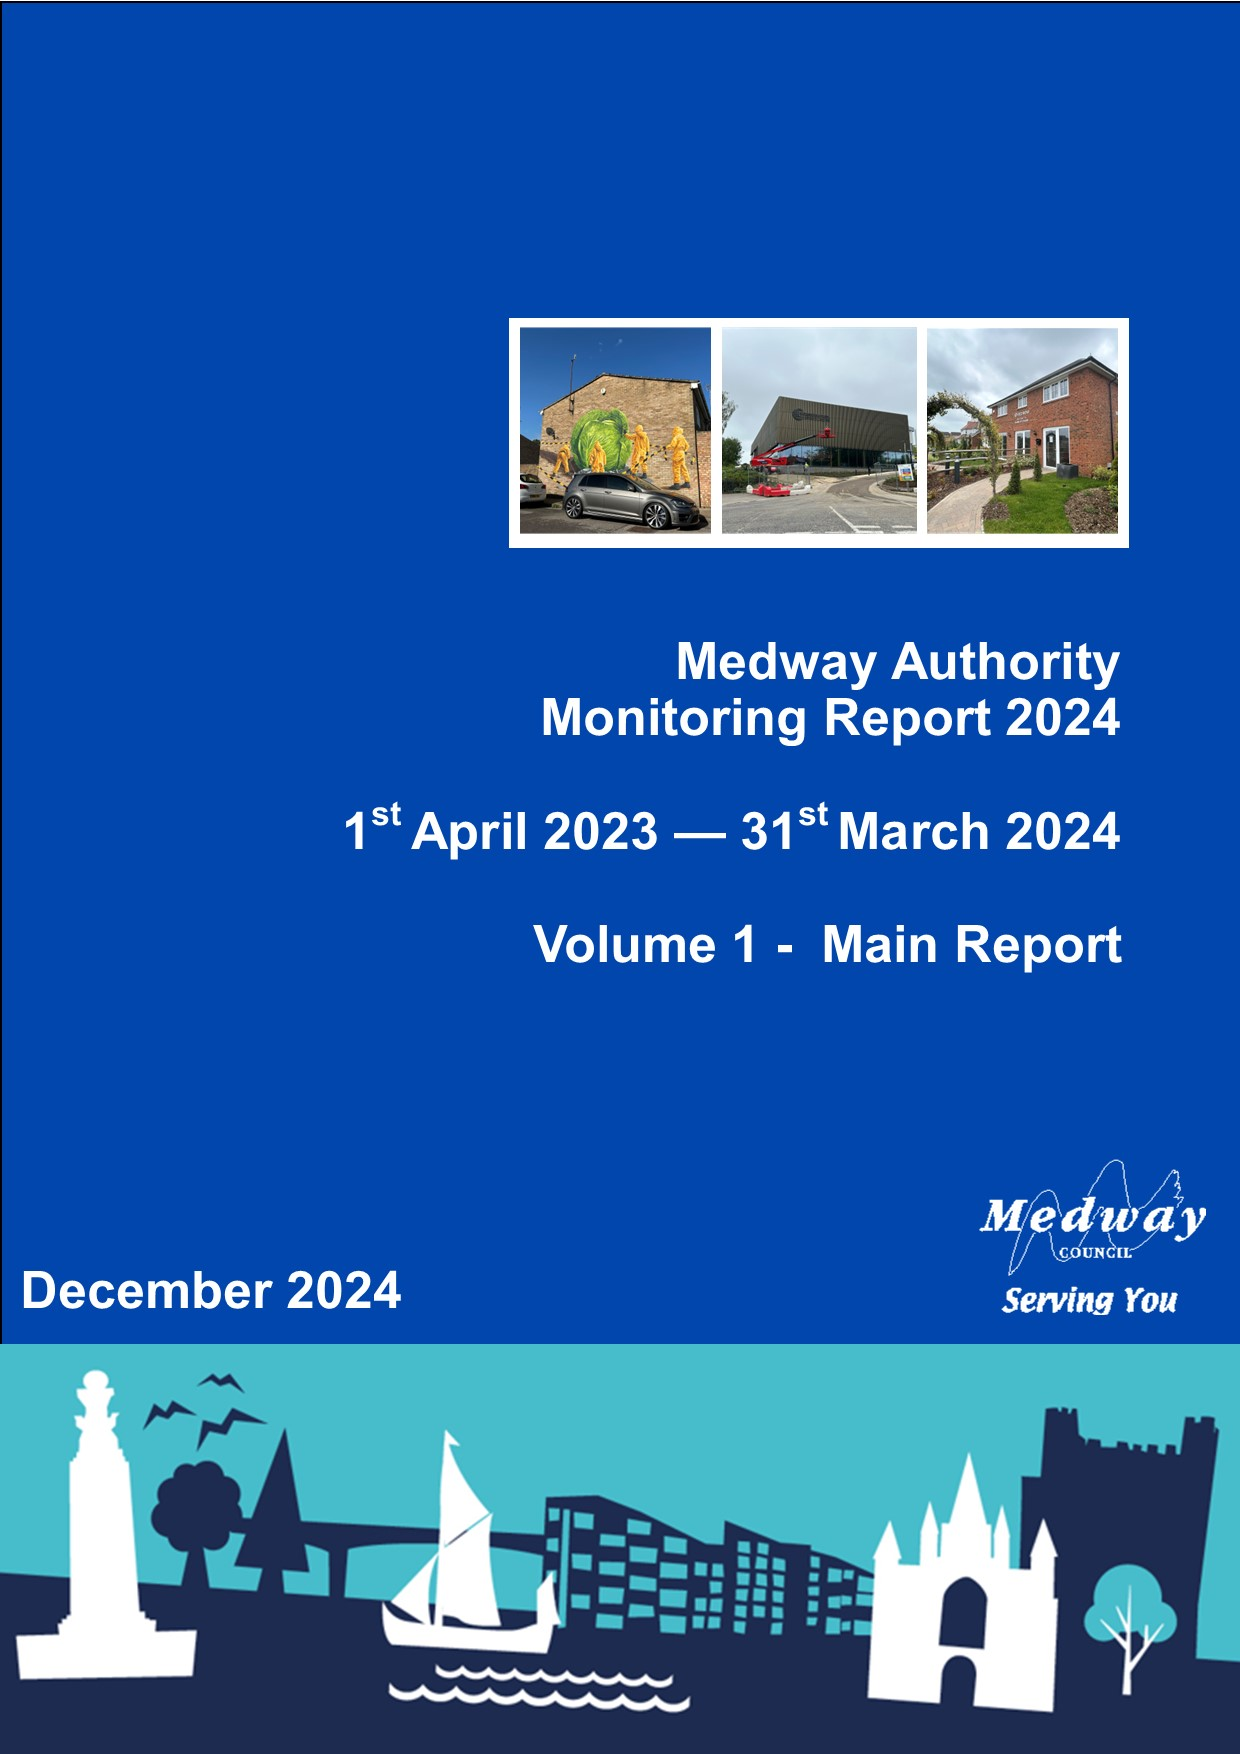 Medway Authority
Monitoring Report 2024
1st April 2023 — 31st March 2024
Volume 1 - Main Report
Medway
COUNCIL
Serving You
December 2024